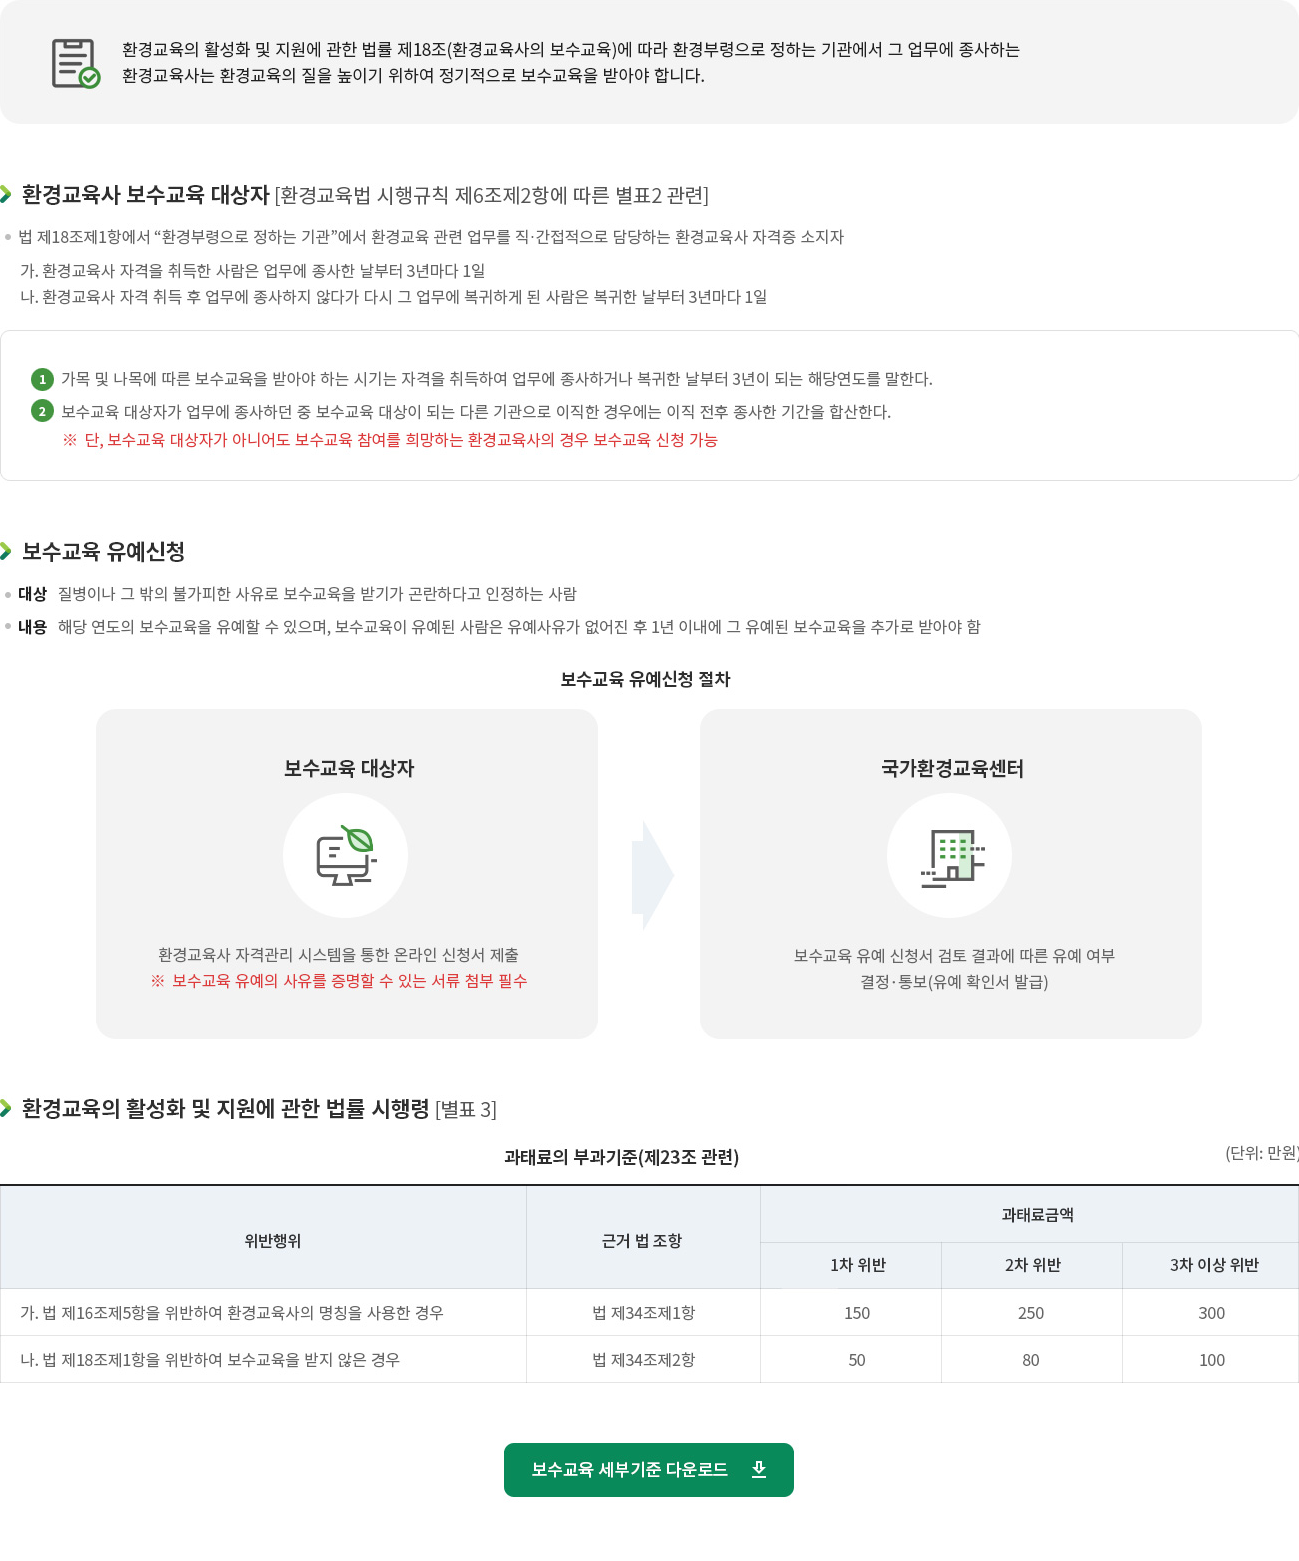 환경교육의 활성화 및 지원에 관한 법률 제18조(환경교육사의 보수교육)에 따라 환경부령으로 정하는 기관에서 그 업무에 종사하는
환경교육사는 환경교육의 질을 높이기 위하여 정기적으로 보수교육을 받아야 합니다.
환경교육사 보수교육 대상자 [환경교육법 시행규칙 제6조제2항에 따른 별표2 관련]
법 제18조제1항에서 “환경부령으로 정하는 기관”에서 환경교육 관련 업무를 직·간접적으로 담당하는 환경교육사 자격증 소지자
가. 환경교육사 자격을 취득한 사람은 업무에 종사한 날부터 3년마다 1일
나. 환경교육사 자격 취득 후 업무에 종사하지 않다가 다시 그 업무에 복귀하게 된 사람은 복귀한 날부터 3년마다 1일
1 가목 및 나목에 따른 보수교육을 받아야 하는 시기는 자격을 취득하여 업무에 종사하거나 복귀한 날부터 3년이 되는 해당연도를 말한다.
2 보수교육 대상자가 업무에 종사하던 중 보수교육 대상이 되는 다른 기관으로 이직한 경우에는 이직 전후 종사한 기간을 합산한다.
※ 단, 보수교육 대상자가 아니어도 보수교육 참여를 희망하는 환경교육사의 경우 보수교육 신청 가능
보수교육 유예신청
대상 질병이나 그 밖의 불가피한 사유로 보수교육을 받기가 곤란하다고 인정하는 사람
내용 해당 연도의 보수교육을 유예할 수 있으며, 보수교육이 유예된 사람은 유예사유가 없어진 후 1년 이내에 그 유예된 보수교육을 추가로 받아야 함
보수교육 유예신청 절차
보수교육 대상자
환경교육사 자격관리 시스템을 통한 온라인 신청서 제출
※ 보수교육 유예의 사유를 증명할 수 있는 서류 첨부 필수
국가환경교육센터
보수교육 유예 신청서 검토 결과에 따른 유예 여부
결정·통보(유예 확인서 발급)
환경교육의 활성화 및 지원에 관한 법률 시행령 [별표 3]
과태료의 부과기준(제23조 관련)
(단위: 만원)
위반행위 근거 법 조항 과태료금액
1차 위반 2차 위반 3차 이상 위반
가. 법 제16조제5항을 위반하여 환경교육사의 명칭을 사용한 경우 법 제34조제1항 150 250 300
나. 법 제18조제1항을 위반하여 보수교육을 받지 않은 경우 법 제34조제2항 50 80 100
보수교육 세부기준 다운로드